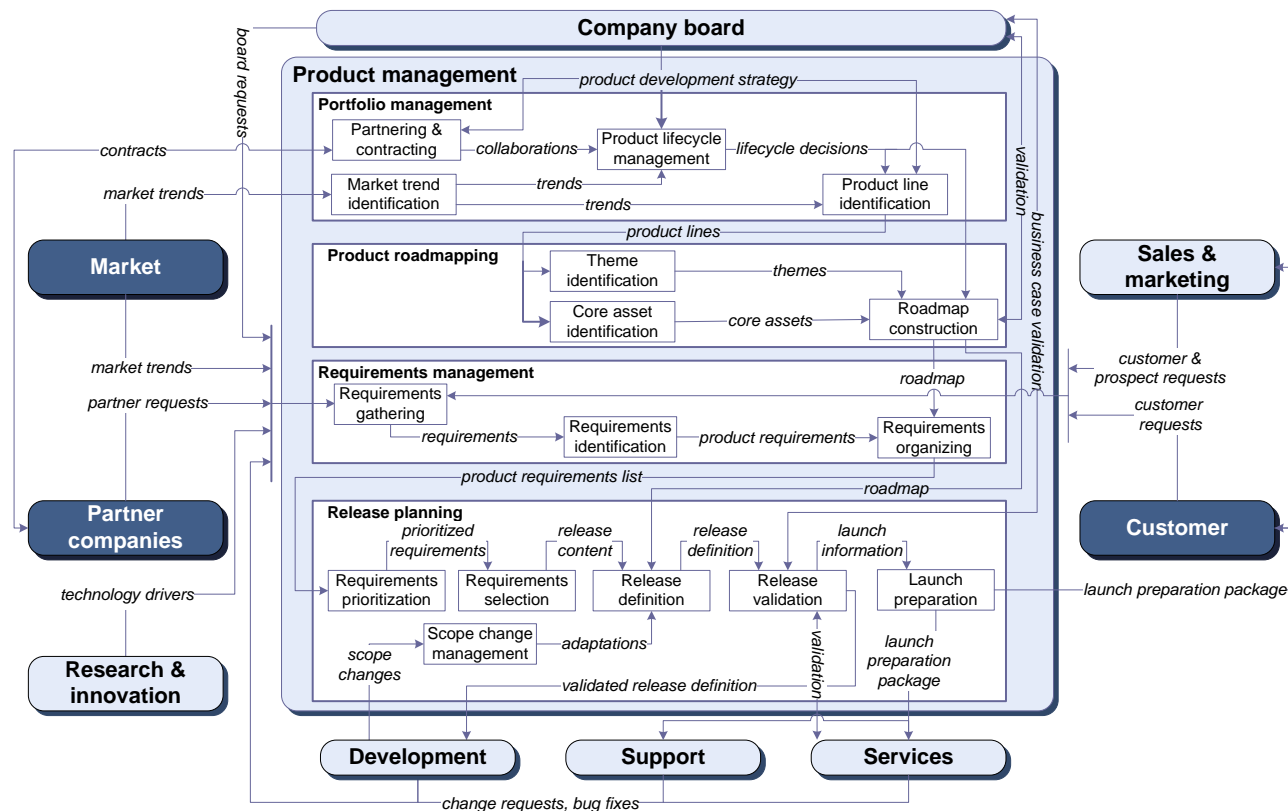 Company board
board requests
Product management
product development strategy
Portfolio management
Partnering &
contracting
collaborations
Product lifecycle
management
lifecycle decisions
contracts
market trends
Market trend
identification
trends
trends
Product line
identification
validation
business case validation
product lines
Market
Product roadmapping
Theme
identification
themes
Core asset
identification
core assets
Roadmap
construction
Sales &
marketing
market trends
partner requests
Requirements management
Requirements
gathering
requirements
Requirements
identification
product requirements
roadmap
Requirements
organizing
customer &
prospect requests
customer
requests
product requirements list
roadmap
Partner
companies
Customer
Release planning
prioritized
requirements
release
content
release
definition
launch
information
Requirements
prioritization
Requirements
selection
Release
definition
Release
validation
Launch
preparation
technology drivers
launch preparation package
Scope change
management
adaptations
scope
changes
validation
launch
preparation
package
validated release definition
Research &
innovation
Development
Support
Services
change requests, bug fixes